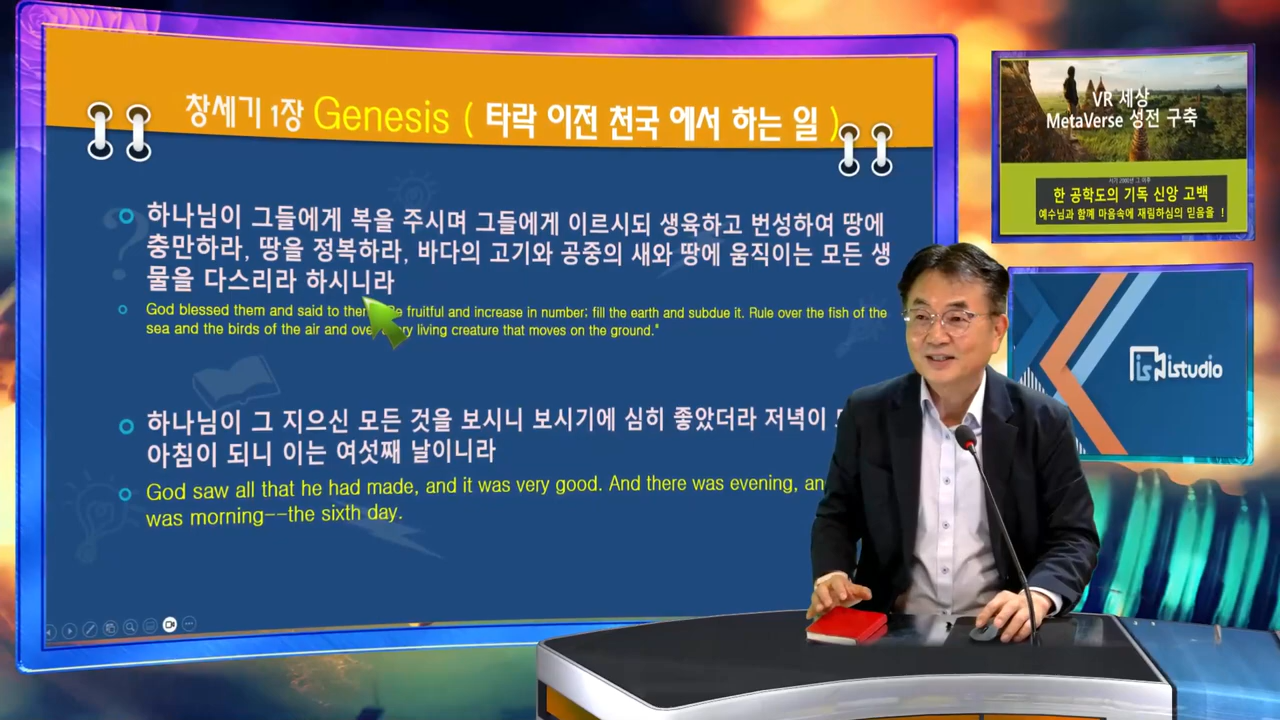 창세기 1장 Genesis ( 타락 이전 천국 에서 하는 일 )
하나님이 그들에게 복을 주시며 그들에게 이르시되 생육하고 번성하여 땅에
충만하라, 땅을 정복하라, 바다의 고기와 공중의 새와 땅에 움직이는 모든 생
물을 다스리라 하시니라
God blessed them and said to fruitful and increase in number; fill the earth and subdue it. Rule over the fish of the
sea and the birds of the air and living creature that moves on the ground."
하나님이 그 지으신 모든 것을 보시니 보시기에 심히 좋았더라 저녁이
아침이 되니 이는 여섯째 날이니라
God saw all that he had made, and it was very good. And there was evening,
was morning--the sixth day.
VR 세상
MetaVerse 성전 구축
서기 2000년 그 이후
한 공학도의 기독 신앙 고백
예수님과 함께 마음속에 재림하심의 믿음을 !
is istudio